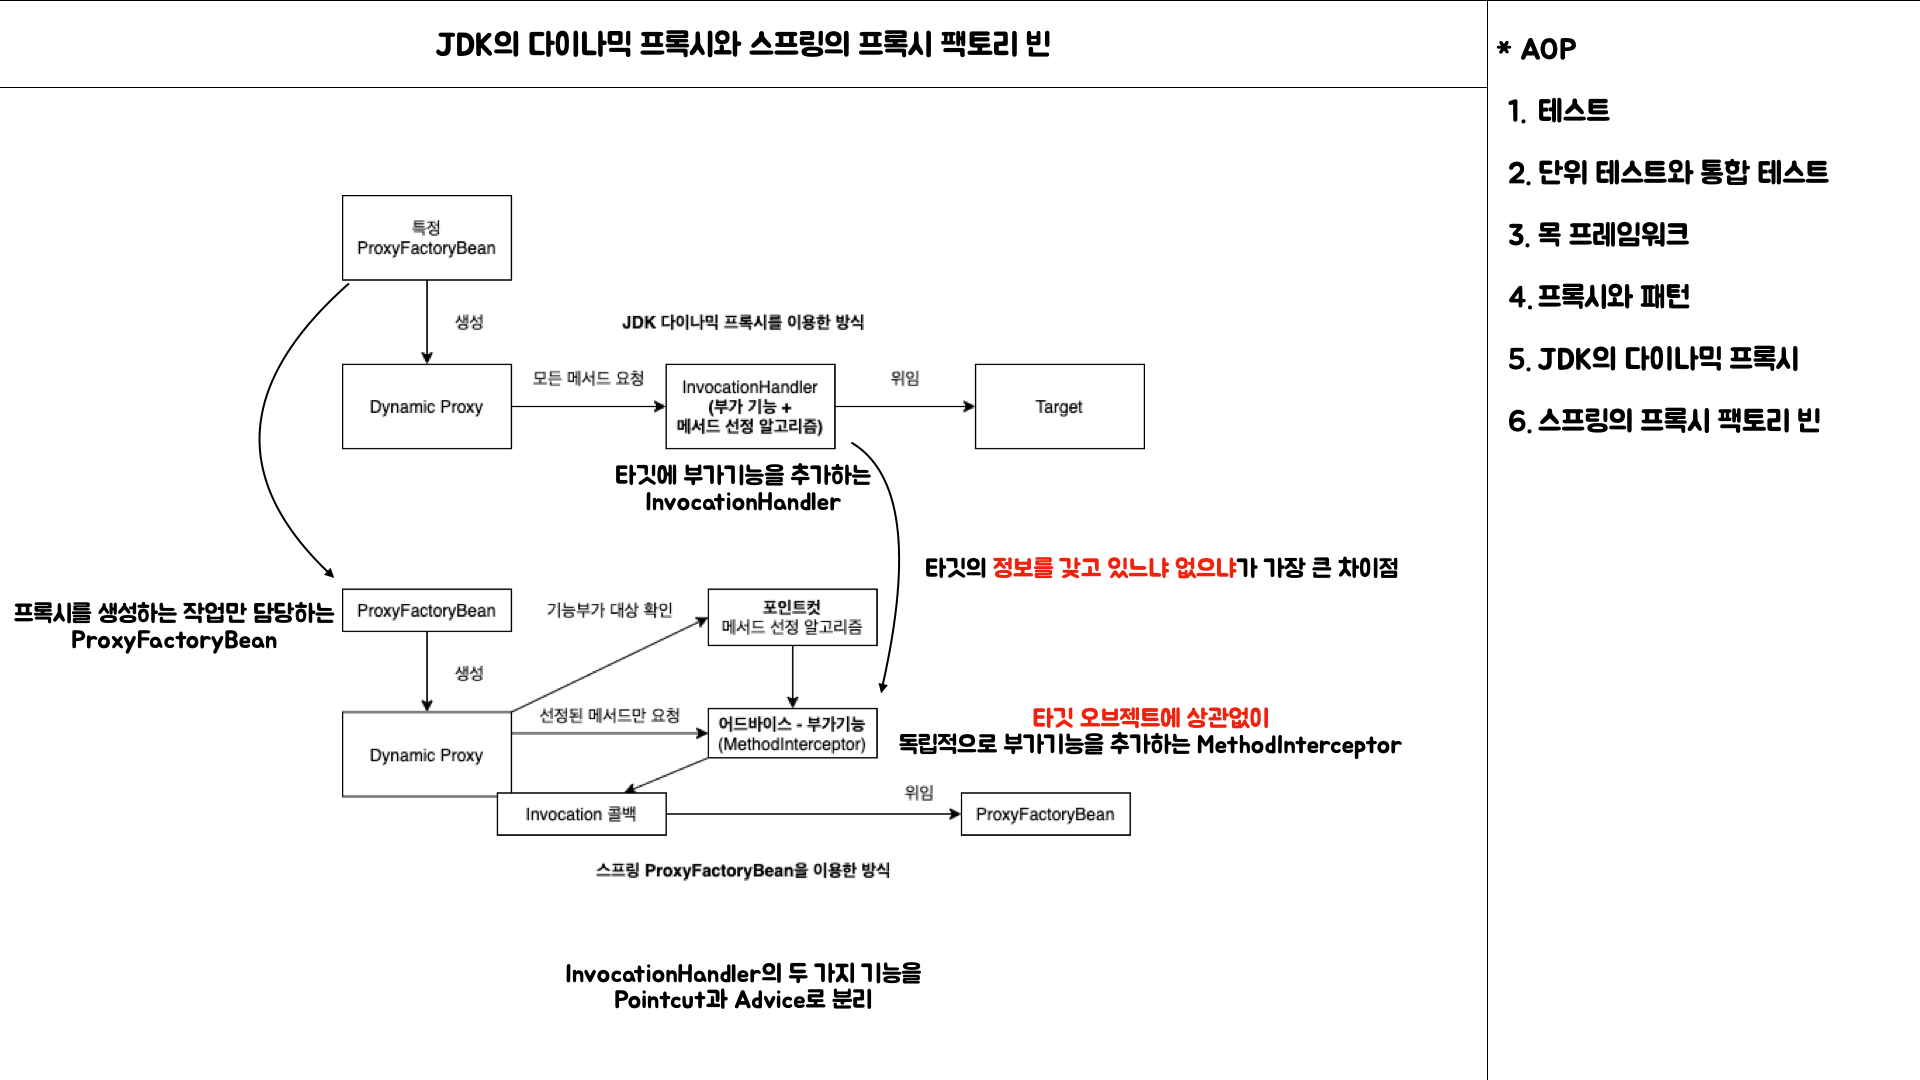 JDK의 다이나믹 프록시와 스프링의 프록시 팩토리 빈
특정
ProxyFactoryBean
생성
JDK 다이나믹 프록시를 이용한 방식
Dynamic Proxy
모든 메서드 요청
InvocationHandler
(부가 기능 +
메서드 선정 알고리즘)
위임
Target
타깃에 부가기능을 추가하는
InvocationHandler
타깃의 정보를 갖고 있느냐 없으냐가 가장 큰 차이점
프록시를 생성하는 작업만 담당하는
ProxyFactoryBean
ProxyFactoryBean
기능부가 대상 확인
포인트컷
메서드 선정 알고리즘
생성
Dynamic Proxy
선정된 메서드만 요청
어드바이스 - 부가기능
(MethodInterceptor)
타깃 오브젝트에 상관없이
독립적으로 부가기능을 추가하는 MethodInterceptor
Invocation 콜백
위임
ProxyFactoryBean
스프링 ProxyFactoryBean을 이용한 방식
InvocationHandler의 두 가지 기능을
Pointcut과 Advice로 분리
* AOP
1. 테스트
2. 단위 테스트와 통합 테스트
3. 목 프레임워크
4. 프록시와 패턴
5. JDK의 다이나믹 프록시
6. 스프링의 프록시 팩토리 빈